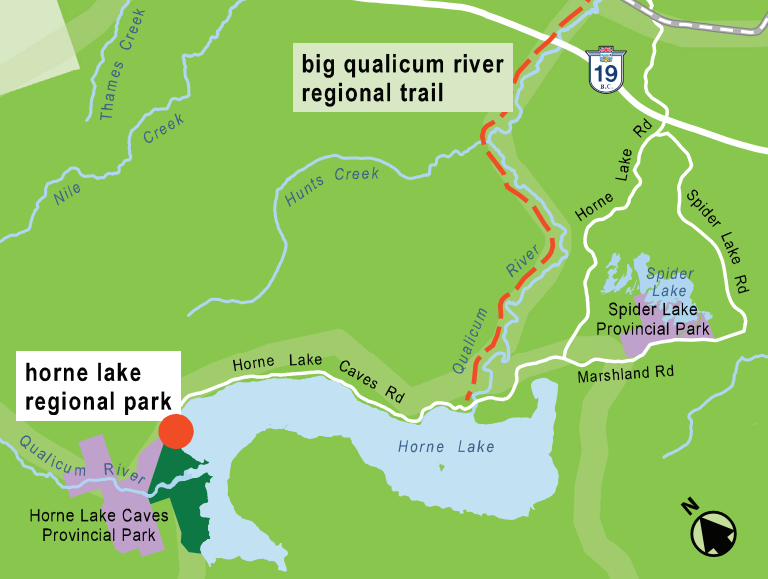 Thames Creek
Nile Creek
big qualicum river
regional trail
19
B.C.
Hunts Creek
Horne Lake Rd
Spider Lake Rd
Qualicum River
Spider
Lake
Spider Lake
Provincial Park
Marshland Rd
horne lake
regional park
Horne Lake Caves Rd
Horne Lake
Qualicum River
Horne Lake Caves
Provincial Park
N